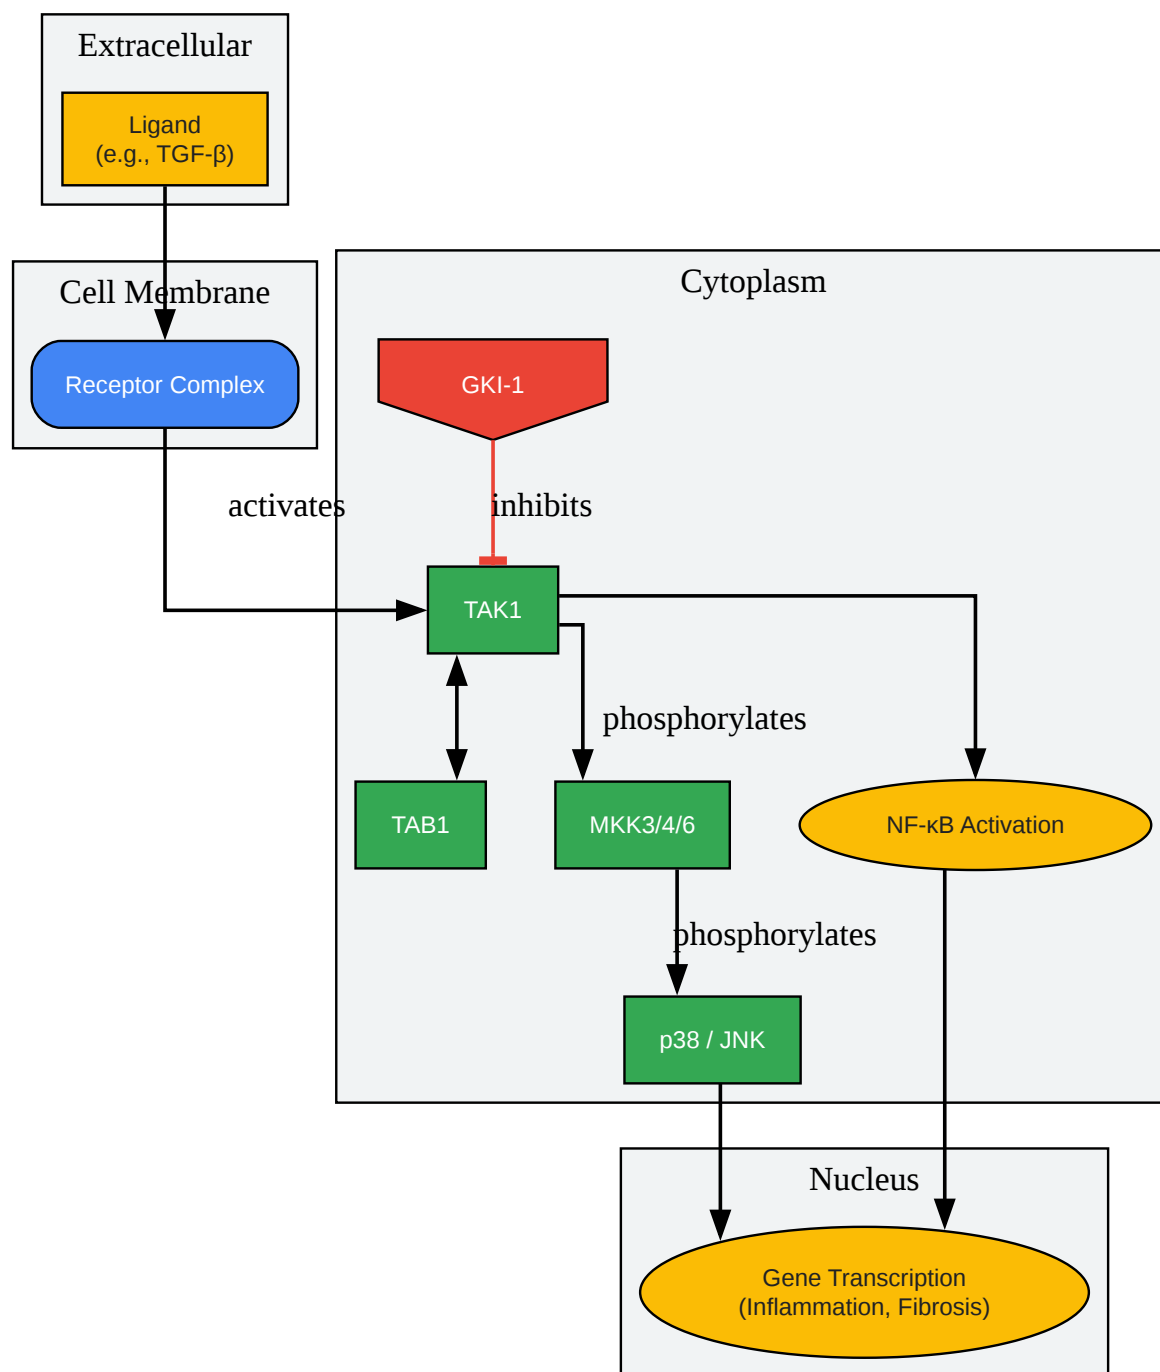 Extracellular
Ligand
(e.g., TGF-β)
Cell Membrane
Receptor Complex
Cytoplasm
GKI-1
activates
inhibits
TAK1
phosphorylates
TAB1
MKK3/4/6
NF-κB Activation
phosphorylates
p38 / JNK
Nucleus
Gene Transcription
(Inflammation, Fibrosis)